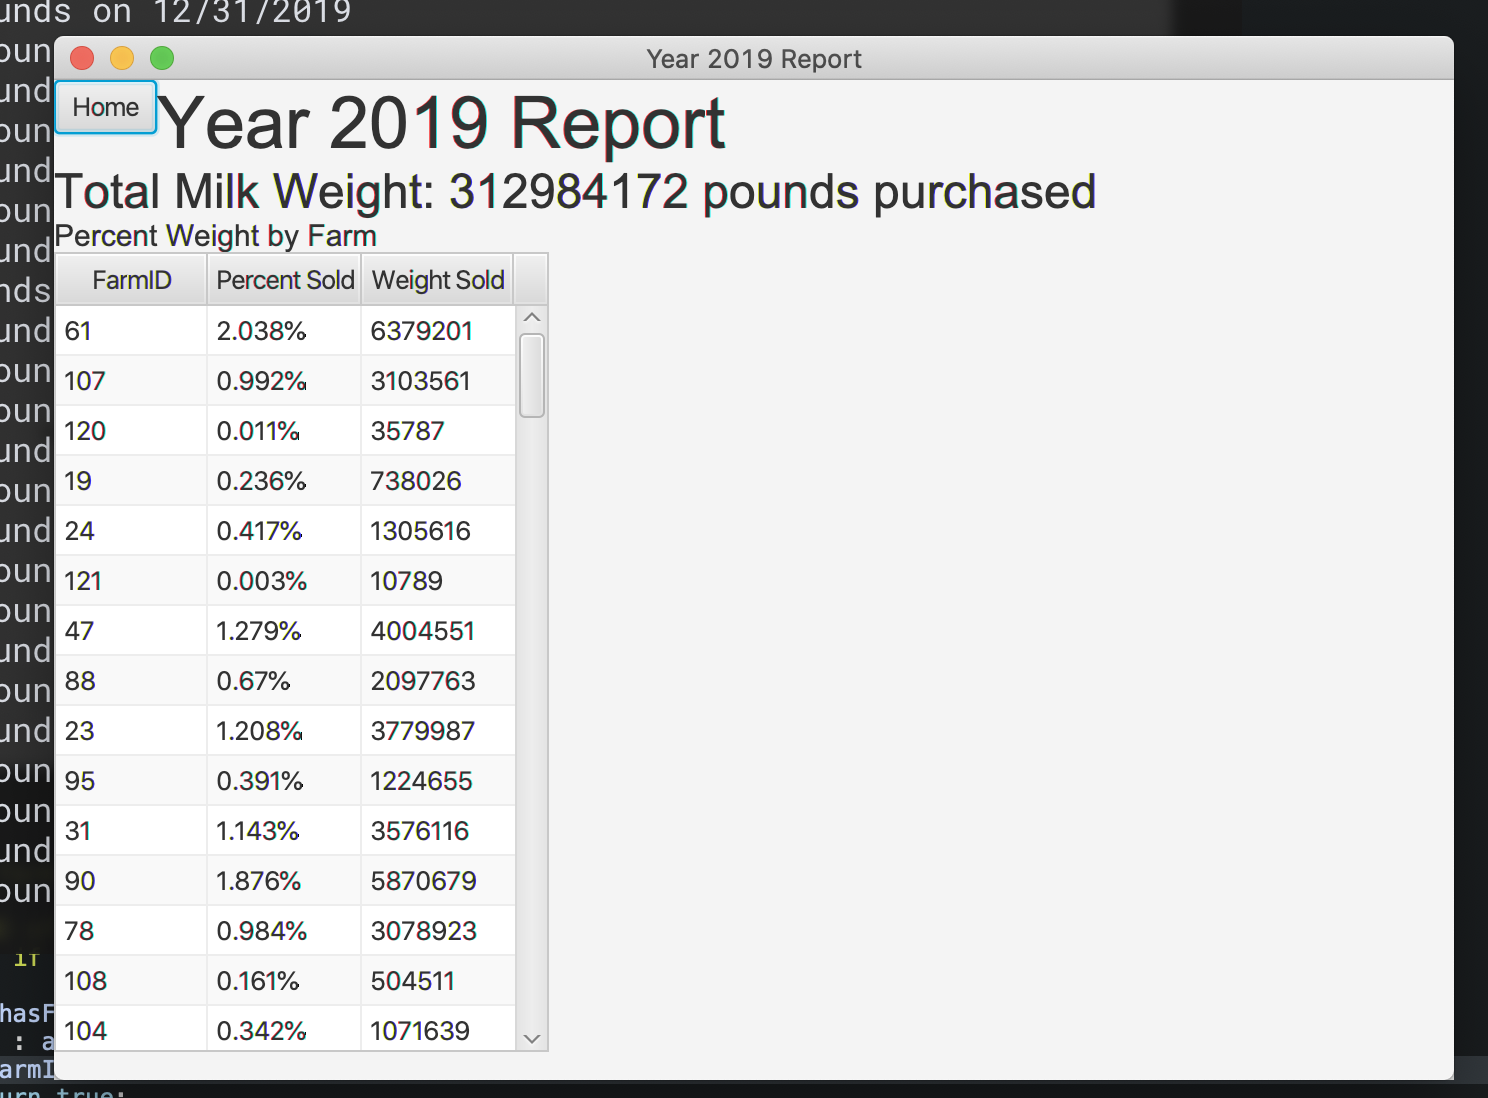 unds on 12/31/2019
Year 2019 Report
Home
Year 2019 Report
Total Milk Weight: 312984172 pounds purchased
Percent Weight by Farm
FarmID Percent Sold Weight Sold
61 2.038% 6379201
107 0.992% 3103561
120 0.011% 35787
19 0.236% 738026
24 0.417% 1305616
121 0.003% 10789
47 1.279% 4004551
88 0.67% 2097763
23 1.208% 3779987
95 0.391% 1224655
31 1.143% 3576116
90 1.876% 5870679
78 0.984% 3078923
108 0.161% 504511
104 0.342% 1071639
oun
und
oun
und
oun
und
nds
und
oun
oun
und
oun
und
oun
oun
und
oun
und
oun
oun
und
oun
if
hasF
: a
armI
urn true;